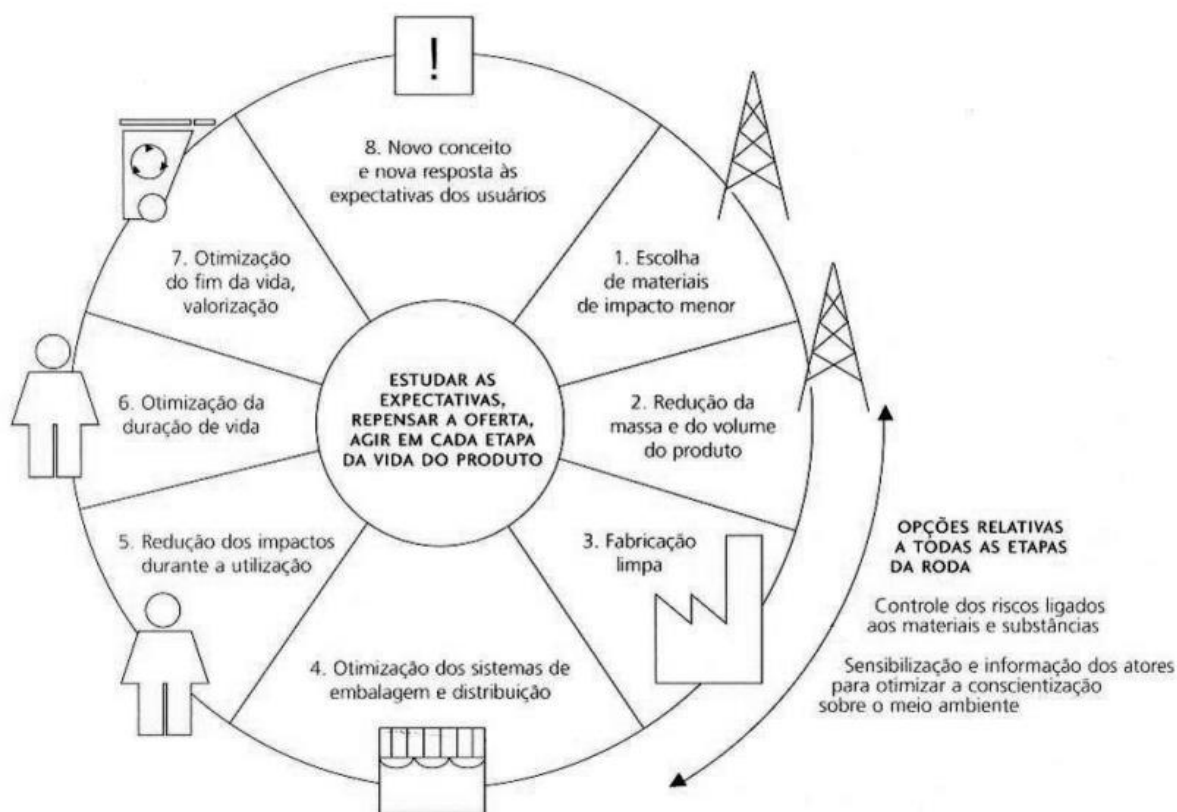 !
8. Novo conceito
e nova resposta às
expectativas dos usuários
1. Escolha
de materiais
de impacto menor
2. Redução da
massa e do volume
do produto
3. Fabricação
limpa
4. Otimização dos sistemas de
embalagem e distribuição
5. Redução dos impactos
durante a utilização
6. Otimização da
duração de vida
7. Otimização
do fim da vida,
valorização
ESTUDAR AS
EXPECTATIVAS,
REPENSAR A OFERTA,
AGIR EM CADA ETAPA
DA VIDA DO PRODUTO
OPÇÕES RELATIVAS
A TODAS AS ETAPAS
DA RODA
Controle dos riscos ligados
aos materiais e substâncias
Sensibilização e informação dos atores
para otimizar a conscientização
sobre o meio ambiente